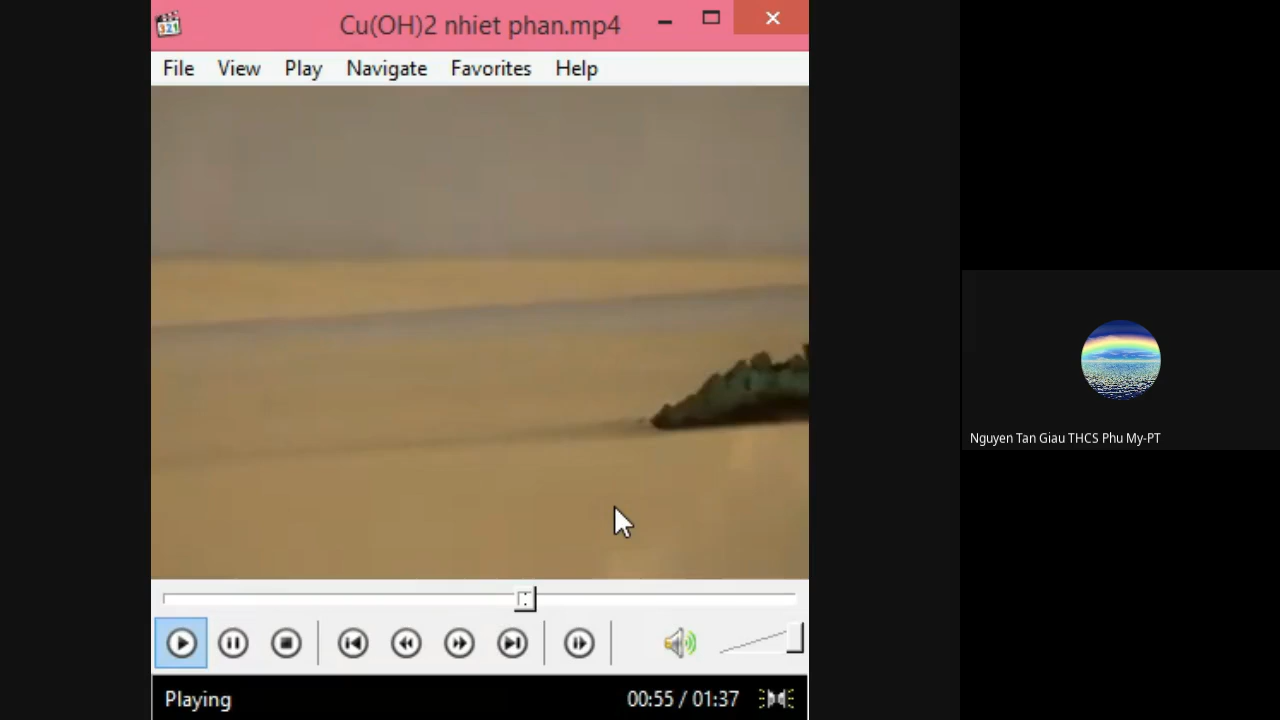 Cu(OH)2 nhiet phan.mp4
File View Play Navigate Favorites Help
Nguyen Tan Giau THCS Phu My-PT
Playing 00:55 / 01:37